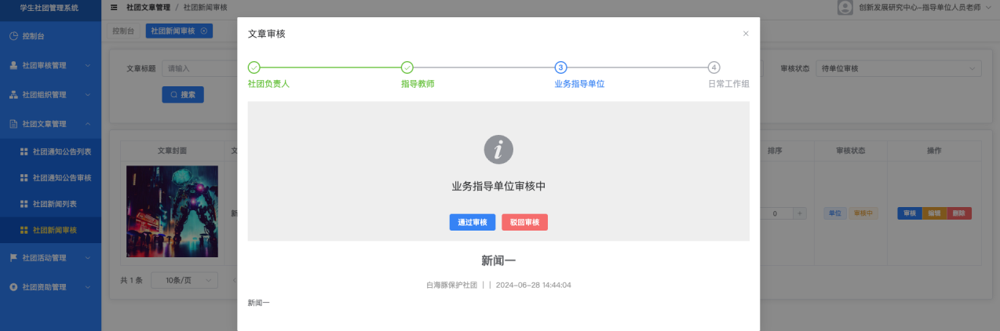 学生社团管理系统
社团文章管理 / 社团新闻审核
创新发展研究中心-指导单位人员老师
控制台
社团审核管理
社团组织管理
社团文章管理
社团通知公告列表
社团通知公告审核
社团新闻列表
社团新闻审核
社团活动管理
社团资助管理
控制台 社团新闻审核
文章标题 请输入
审核状态 待单位审核
搜索
文章封面 文 排序 审核状态 操作
新 0 + 单位 审核中 审核 编辑 删除
共 1 条 10条/页
文章审核
3 4
社团负责人 指导教师 业务指导单位 日常工作组
i
业务指导单位审核中
通过审核 驳回审核
新闻一
白海豚保护社团 | | 2024-06-28 14:44:04
新闻一